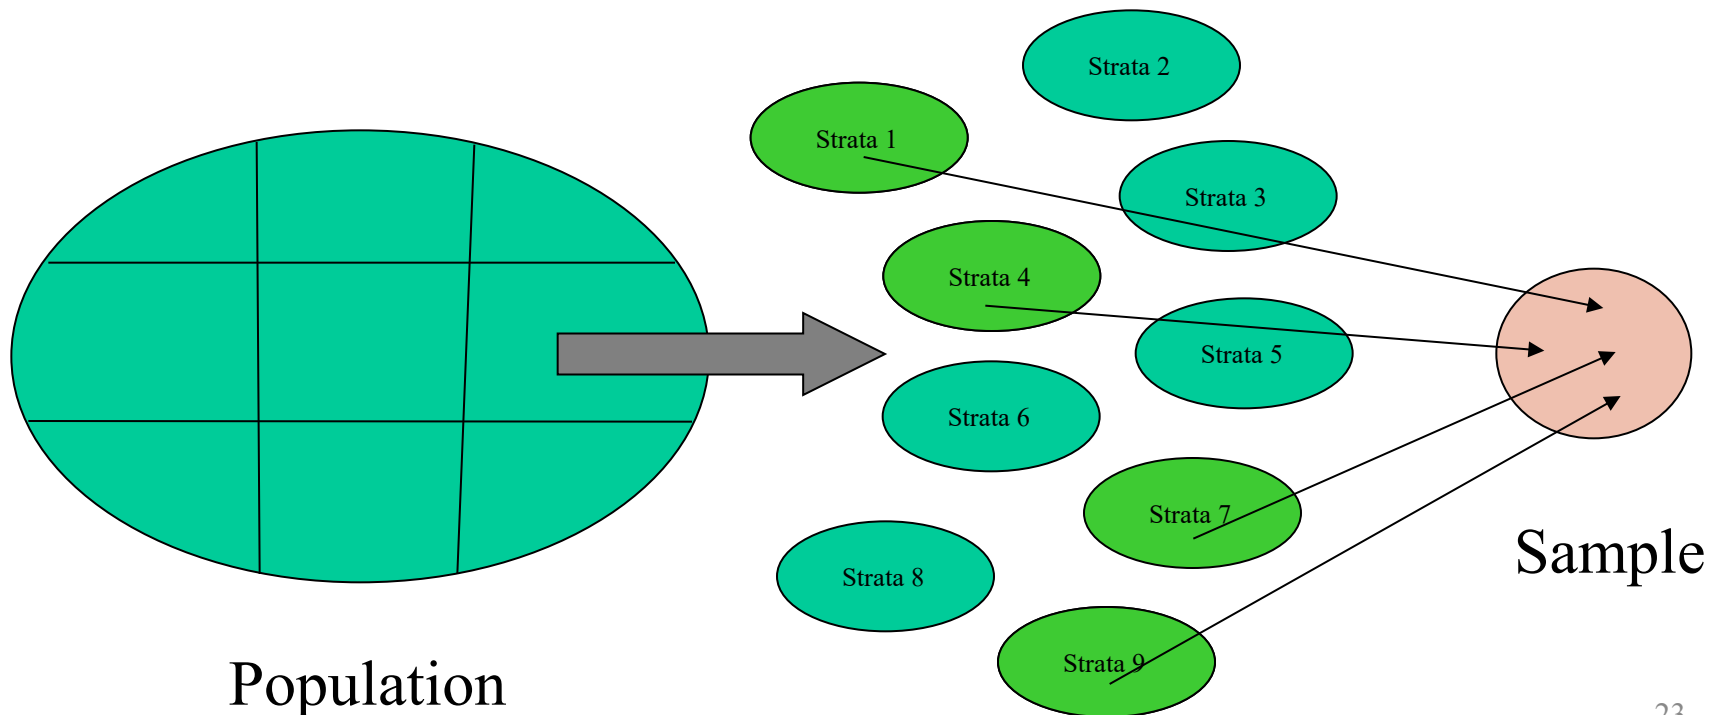 Strata 2
Strata 1
Strata 3
Strata 4
Strata 5
Strata 6
Strata 7
Sample
Strata 8
Strata 9
Population
23